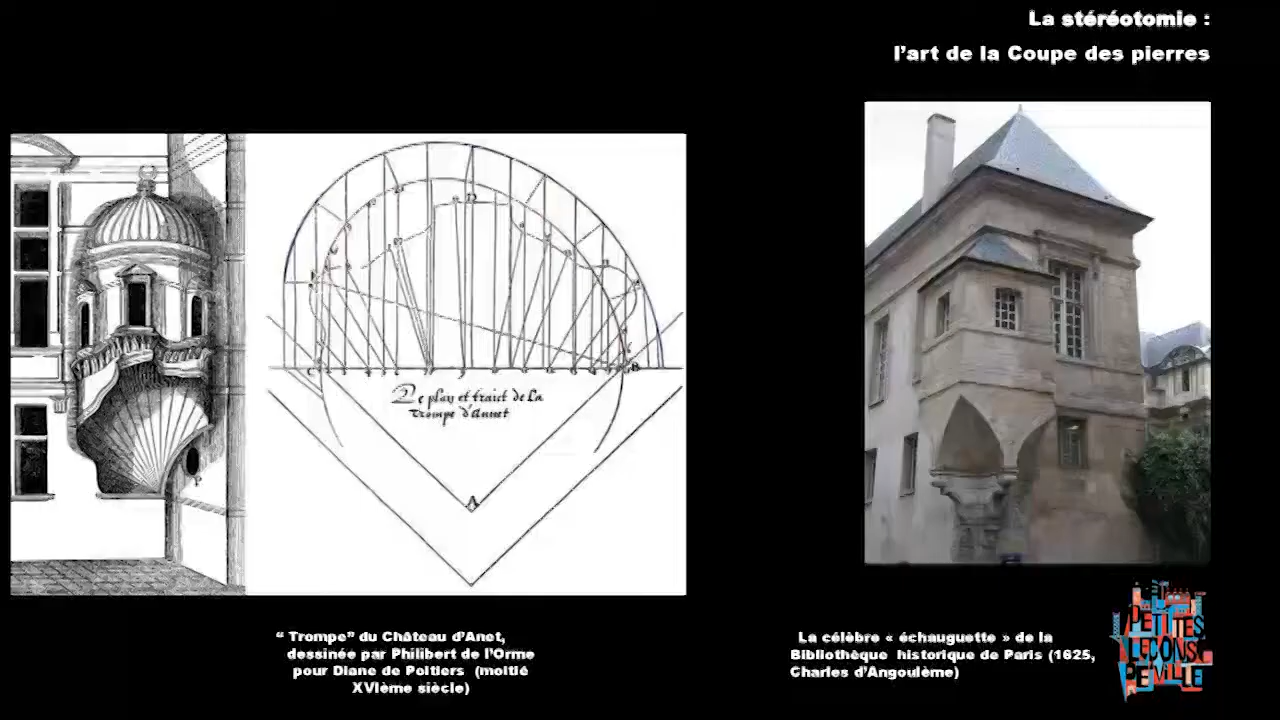 La stéréotomie :
l'art de la Coupe des pierres
De plan et traict de La
Trompe d'Annet
C
D
B
A
“ Trompe” du Château d'Anet,
dessinée par Philibert de l'Orme
pour Diane de Poitiers (moitié
XVIème siècle)
La célèbre « échauguette » de la
Bibliothèque historique de Paris (1625,
Charles d'Angoulème)
PETITES
LEÇONS
DE VILLE